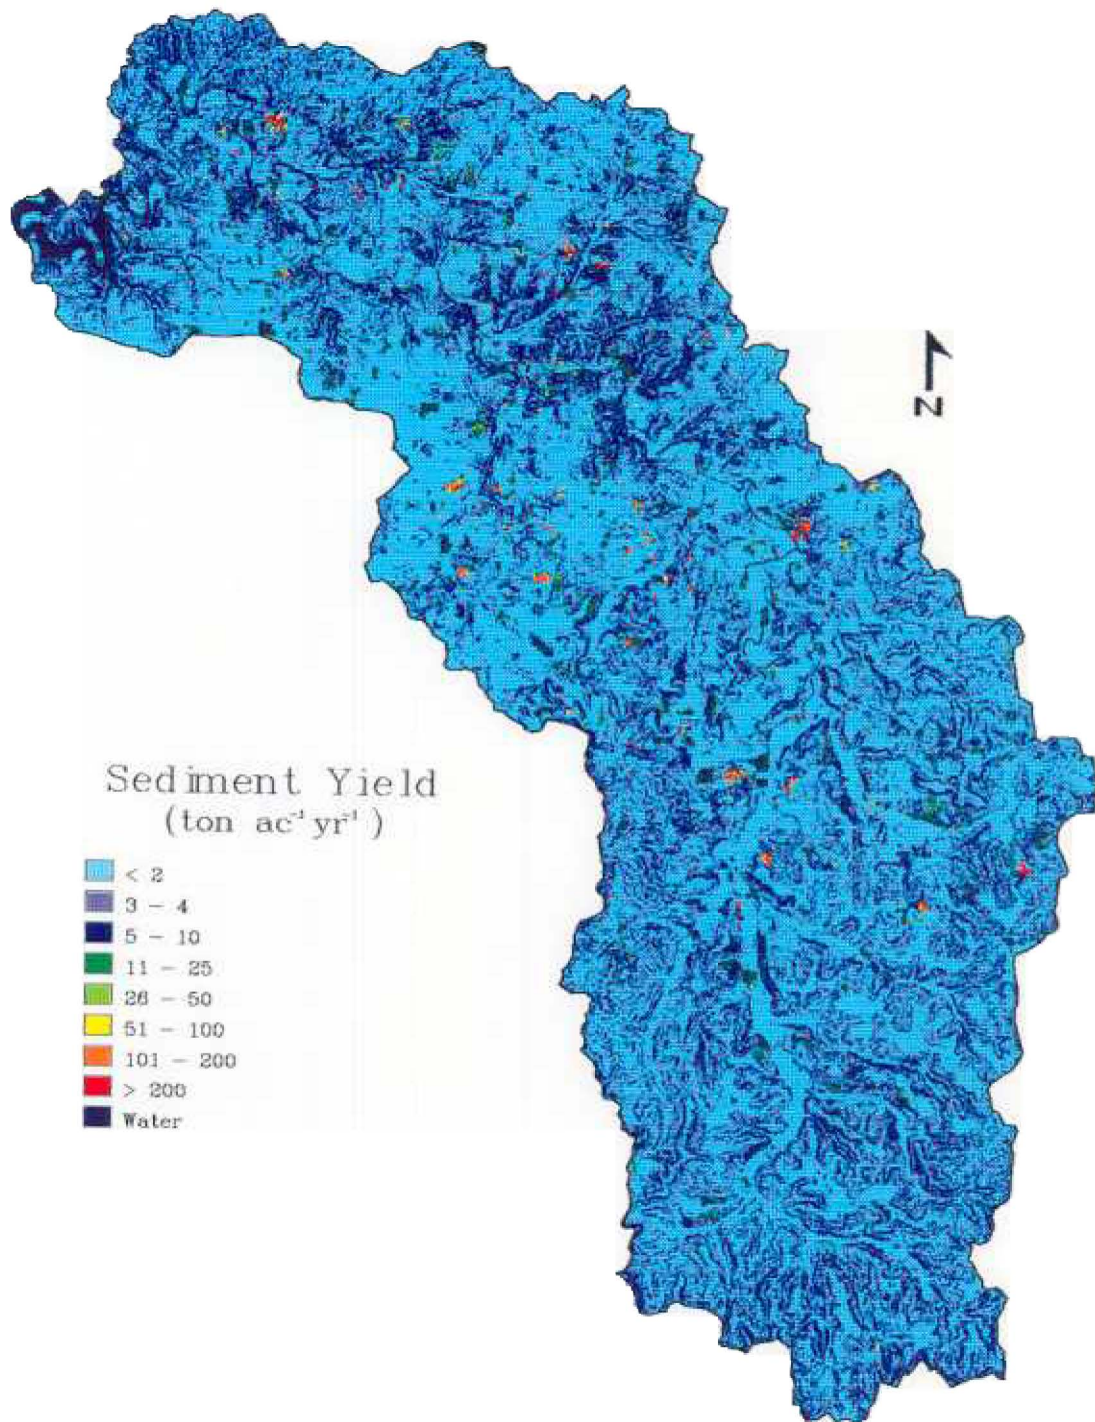 N
Sediment Yield
(ton ac⁻¹ yr⁻¹)
< 2
3 - 4
5 - 10
11 - 25
26 - 50
51 - 100
101 - 200
> 200
Water